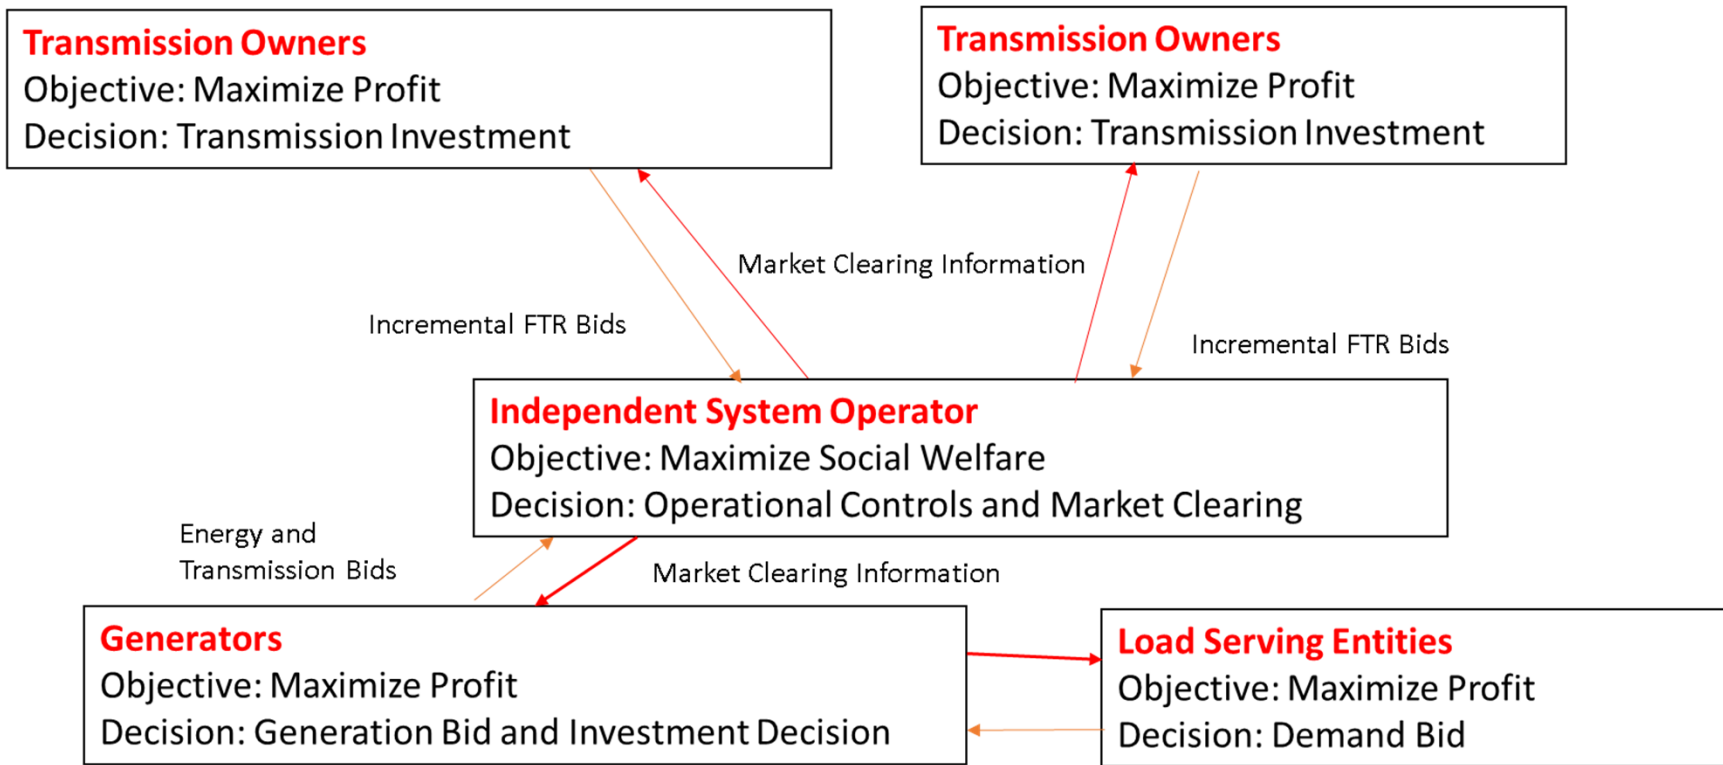 Transmission Owners
Objective: Maximize Profit
Decision: Transmission Investment
Transmission Owners
Objective: Maximize Profit
Decision: Transmission Investment
Market Clearing Information
Incremental FTR Bids
Incremental FTR Bids
Independent System Operator
Objective: Maximize Social Welfare
Decision: Operational Controls and Market Clearing
Energy and
Transmission Bids
Market Clearing Information
Generators
Objective: Maximize Profit
Decision: Generation Bid and Investment Decision
Load Serving Entities
Objective: Maximize Profit
Decision: Demand Bid